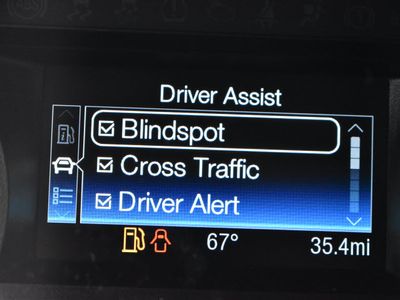 Driver Assist
Blindspot
Cross Traffic
Driver Alert
67° 35.4mi